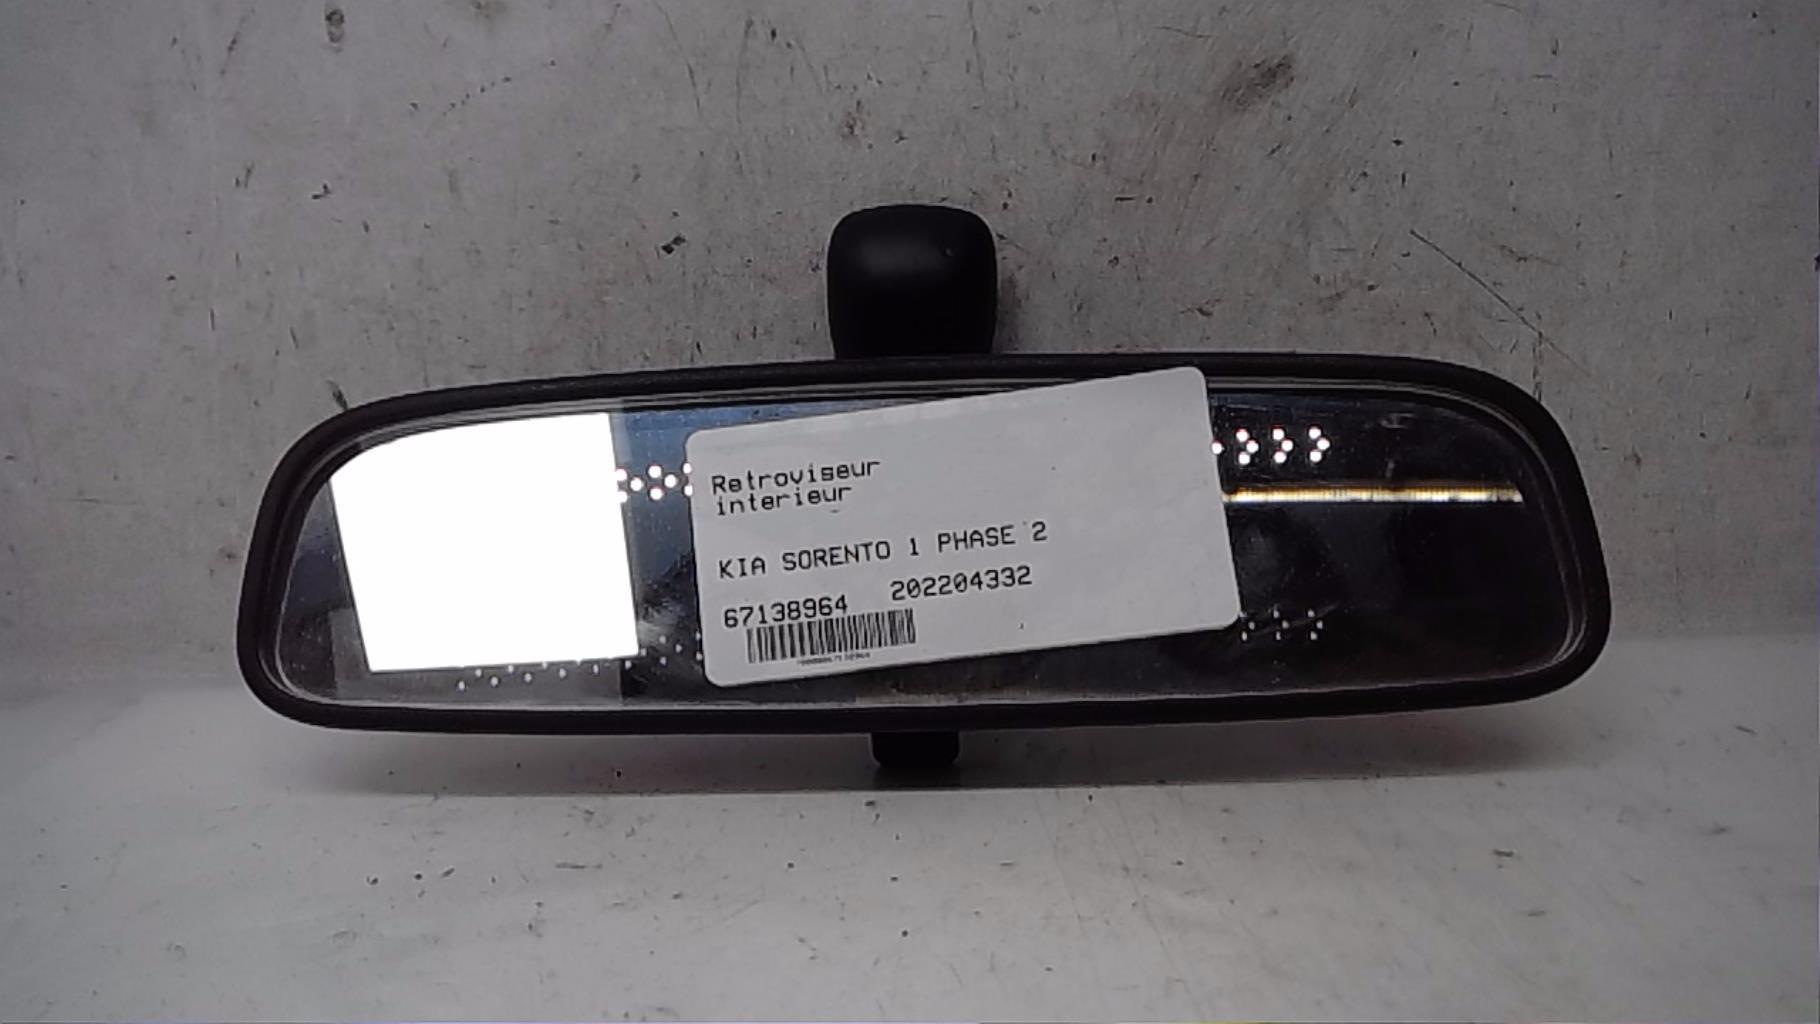 Retroviseur
interieur
KIA SORENTO 1 PHASE 2
67138964 202204332